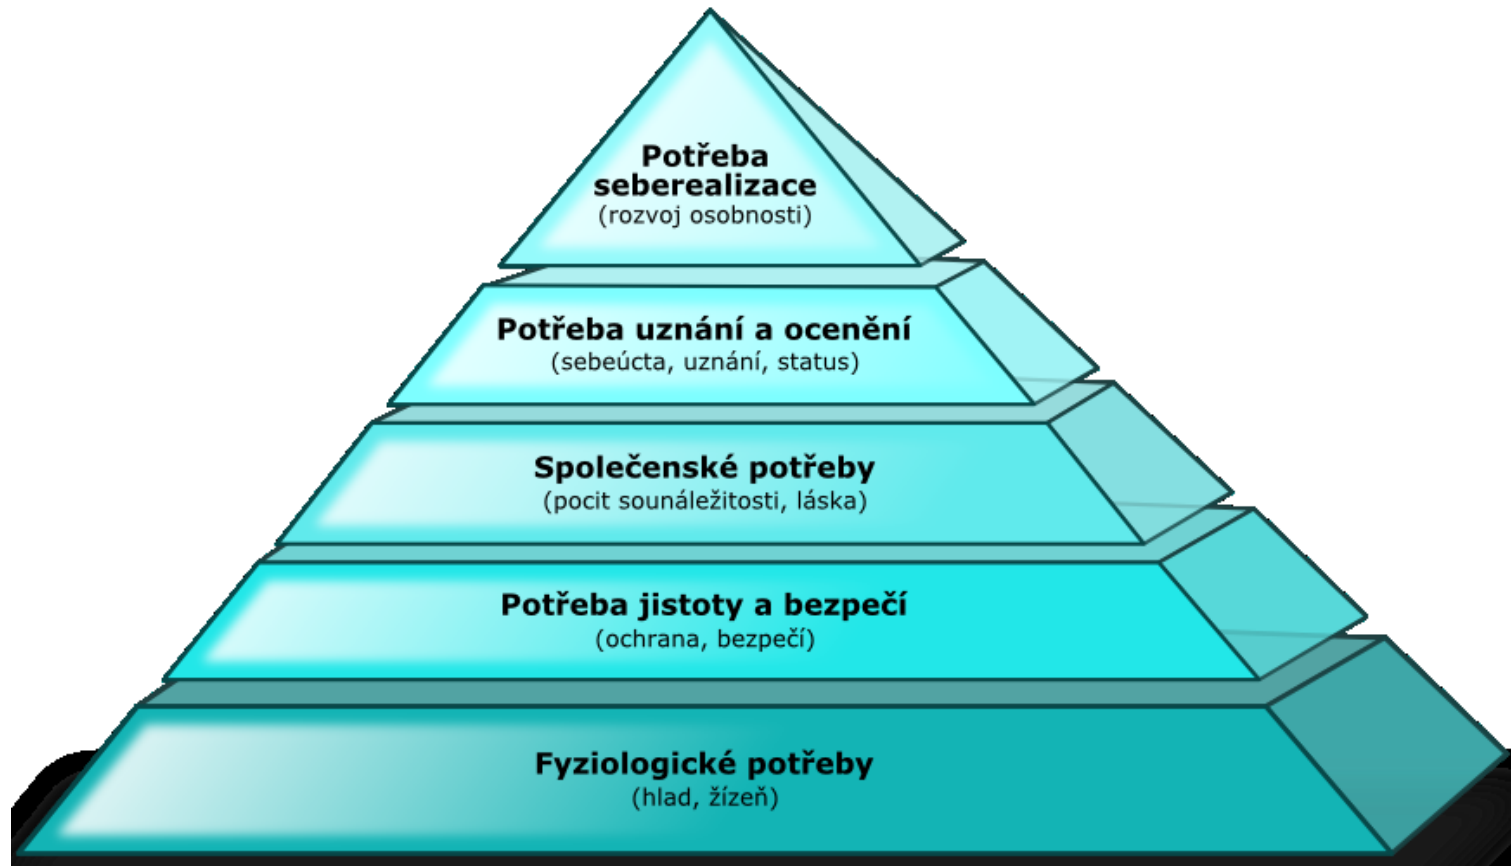 Potřeba
seberealizace
(rozvoj osobnosti)
Potřeba uznání a ocenění
(sebeúcta, uznání, status)
Společenské potřeby
(pocit sounáležitosti, láska)
Potřeba jistoty a bezpečí
(ochrana, bezpečí)
Fyziologické potřeby
(hlad, žízeň)